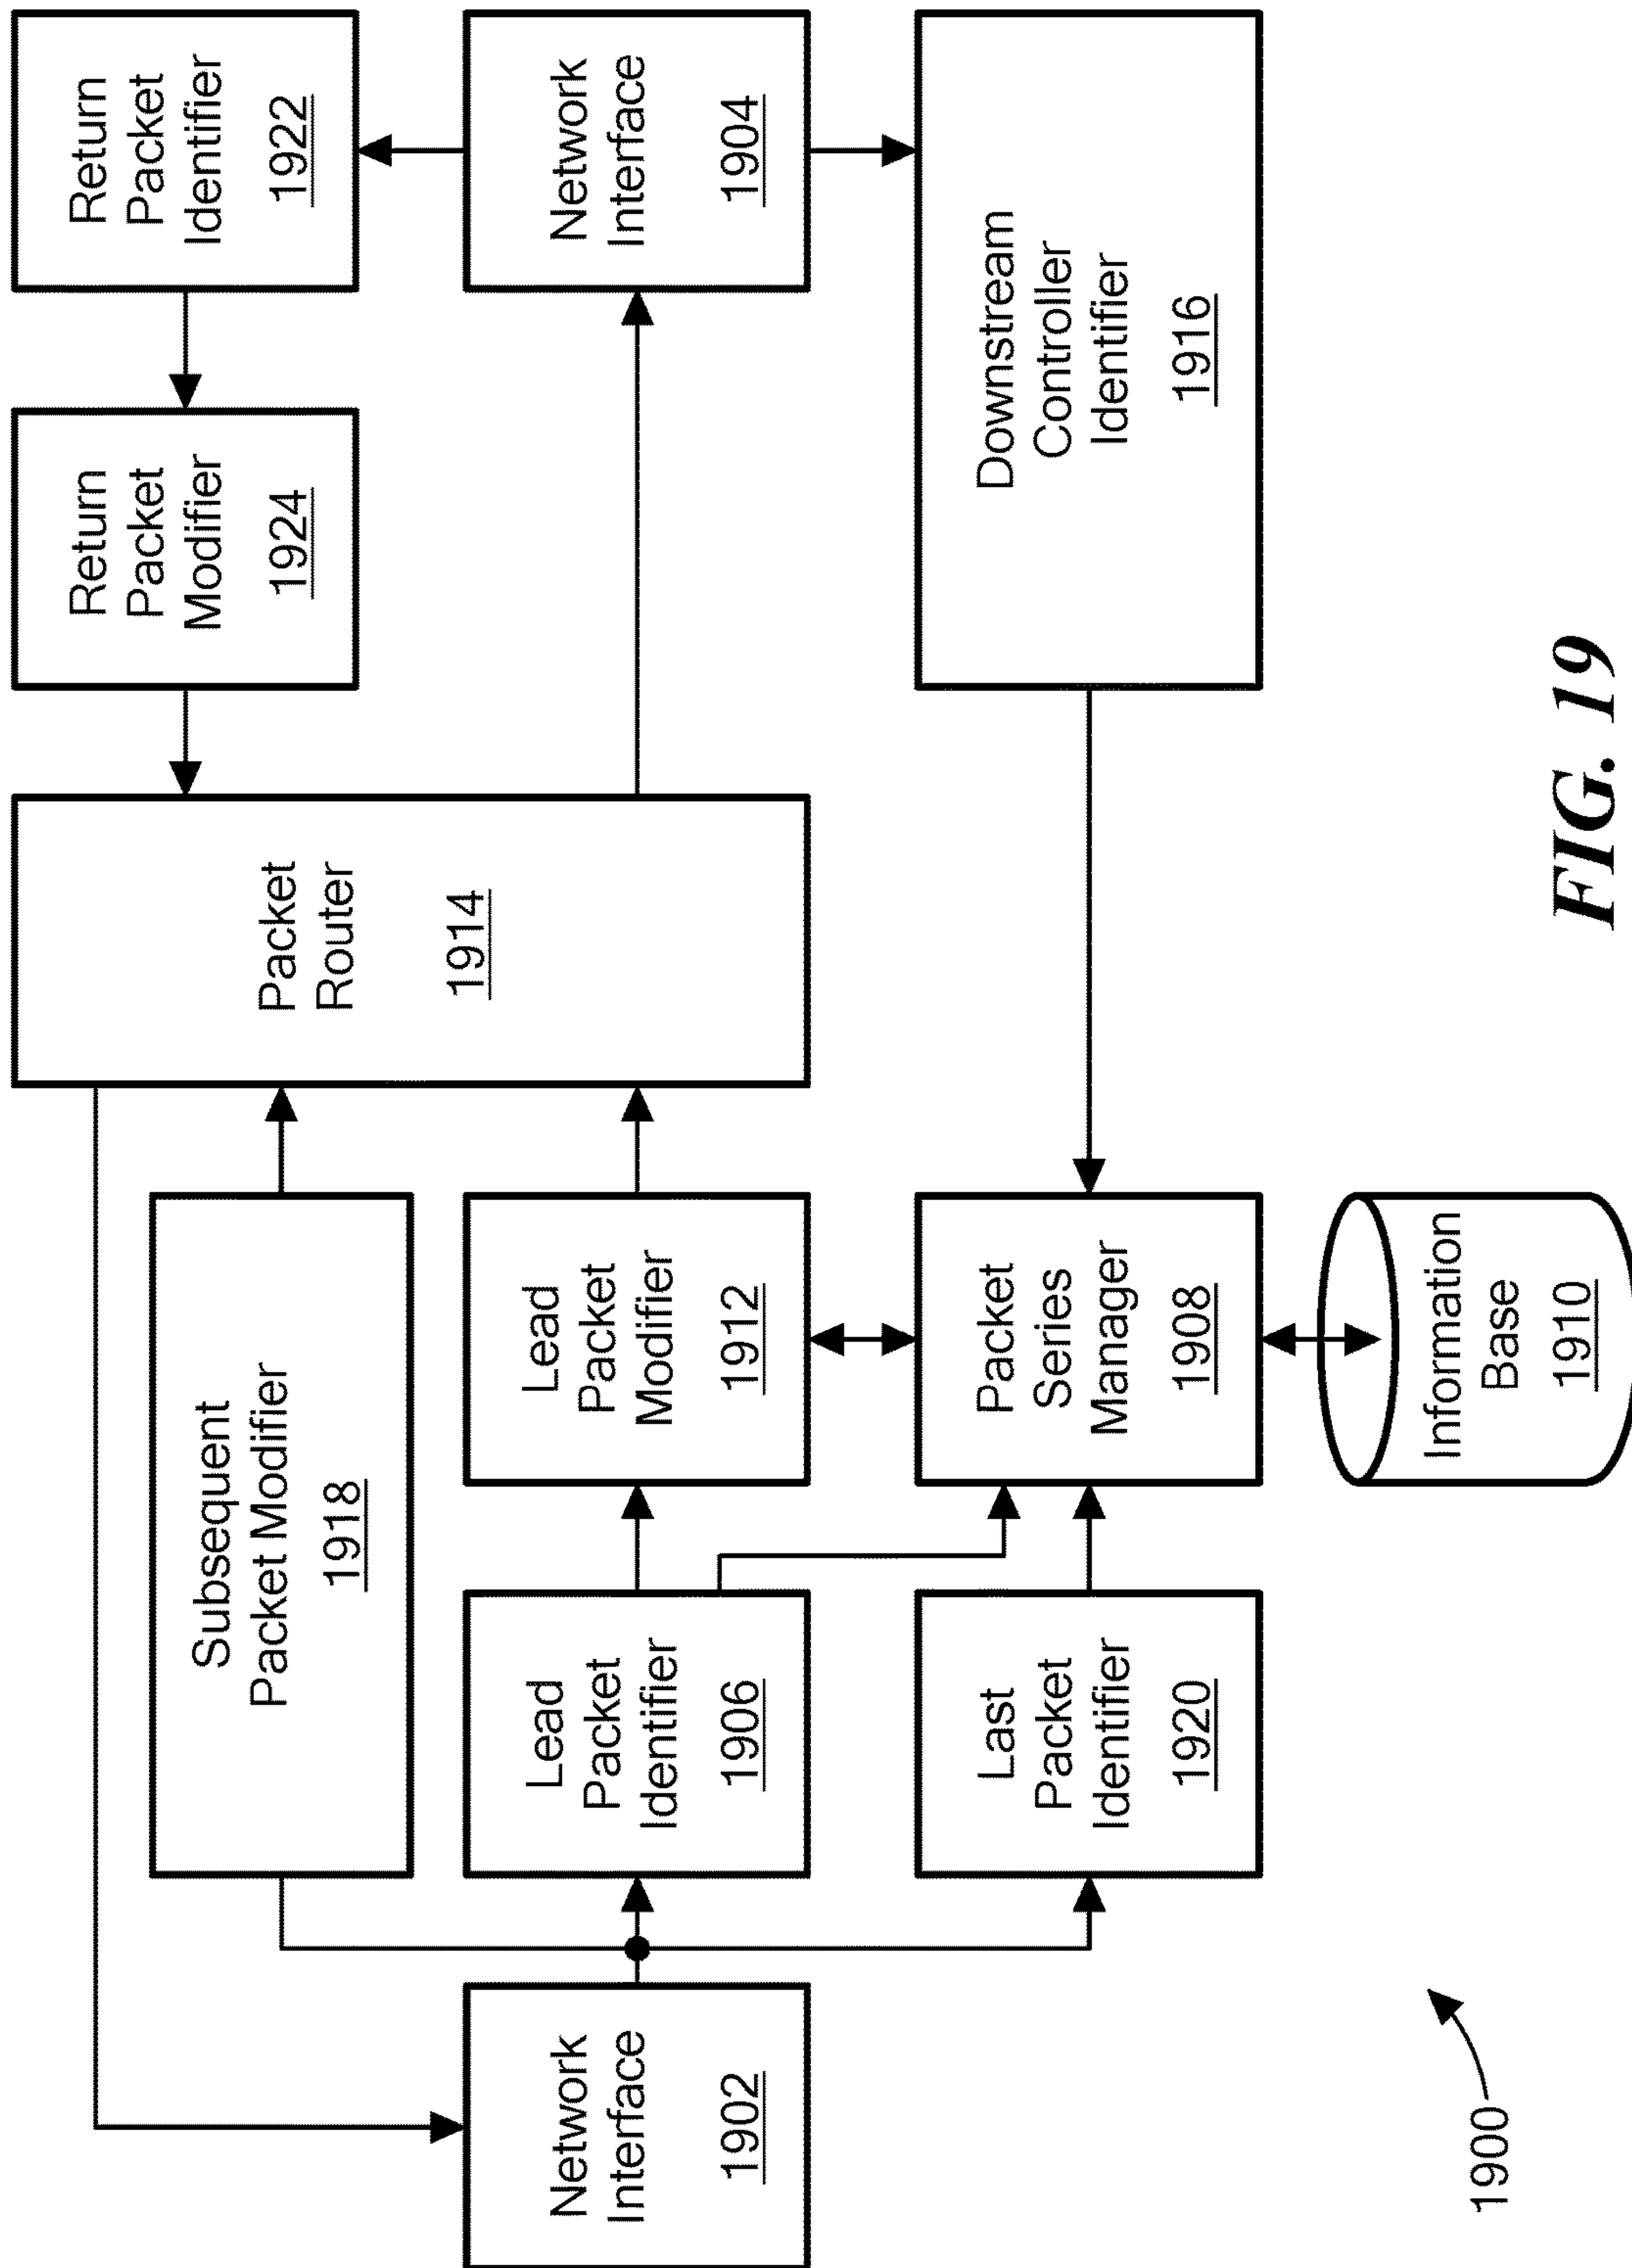 Return
Packet
Identifier
1922
Return
Packet
Modifier
1924
Packet
Router
1914
Network
Interface
1904
Subsequent
Packet Modifier
1918
Lead
Packet
Modifier
1912
Lead
Packet
Identifier
1906
Network
Interface
1902
Downstream
Controller
Identifier
1916
Packet
Series
Manager
1908
Last
Packet
Identifier
1920
Information
Base
1910
1900
FIG. 19